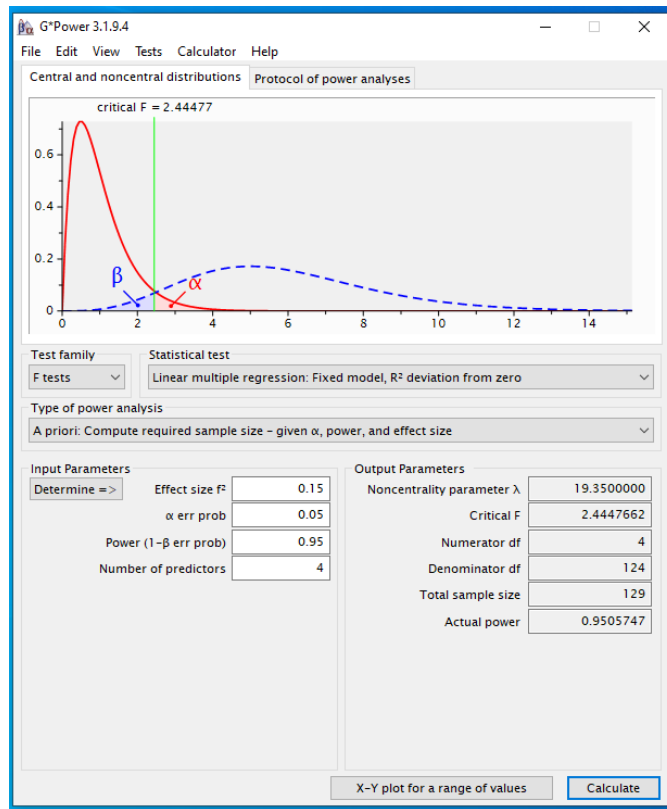 G*Power 3.1.9.4
File Edit View Tests Calculator Help
Central and noncentral distributions Protocol of power analyses
critical F = 2.44477
0.6
0.4
0.2
β α
0
0 2 4 6 8 10 12 14
Test family Statistical test
F tests Linear multiple regression: Fixed model, R² deviation from zero
Type of power analysis
A priori: Compute required sample size – given α, power, and effect size
Input Parameters Output Parameters
Determine => Effect size f² 0.15 Noncentrality parameter λ 19.3500000
α err prob 0.05 Critical F 2.4447662
Power (1-β err prob) 0.95 Numerator df 4
Number of predictors 4 Denominator df 124
Total sample size 129
Actual power 0.9505747
X-Y plot for a range of values Calculate